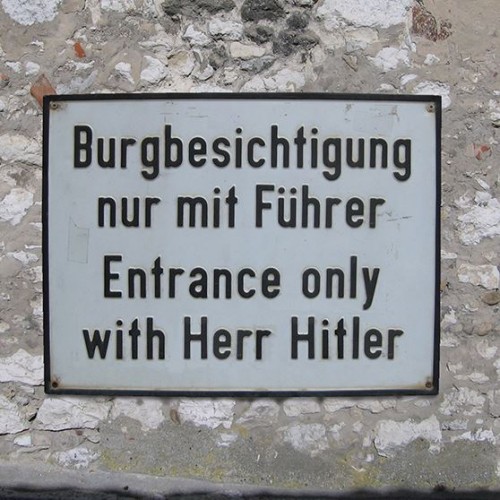 Burgbesichtigung
nur mit Führer
Entrance only
with Herr Hitler